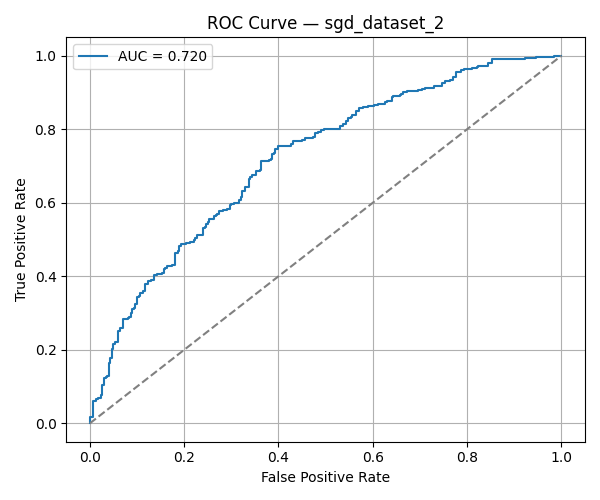 ROC Curve — sgd_dataset_2
AUC = 0.720
True Positive Rate
1.0
0.8
0.6
0.4
0.2
0.0
0.0 0.2 0.4 0.6 0.8 1.0
False Positive Rate